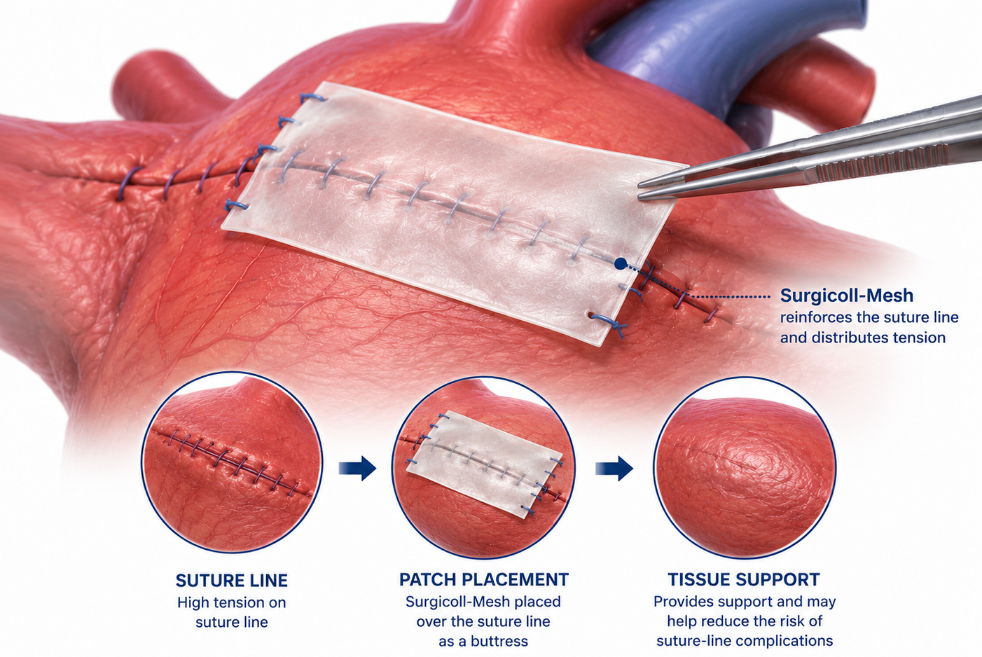 Surgicoll-Mesh
reinforces the suture line
and distributes tension
SUTURE LINE
High tension on
suture line
PATCH PLACEMENT
Surgicoll-Mesh placed
over the suture line
as a buttress
TISSUE SUPPORT
Provides support and may
help reduce the risk of
suture-line complications